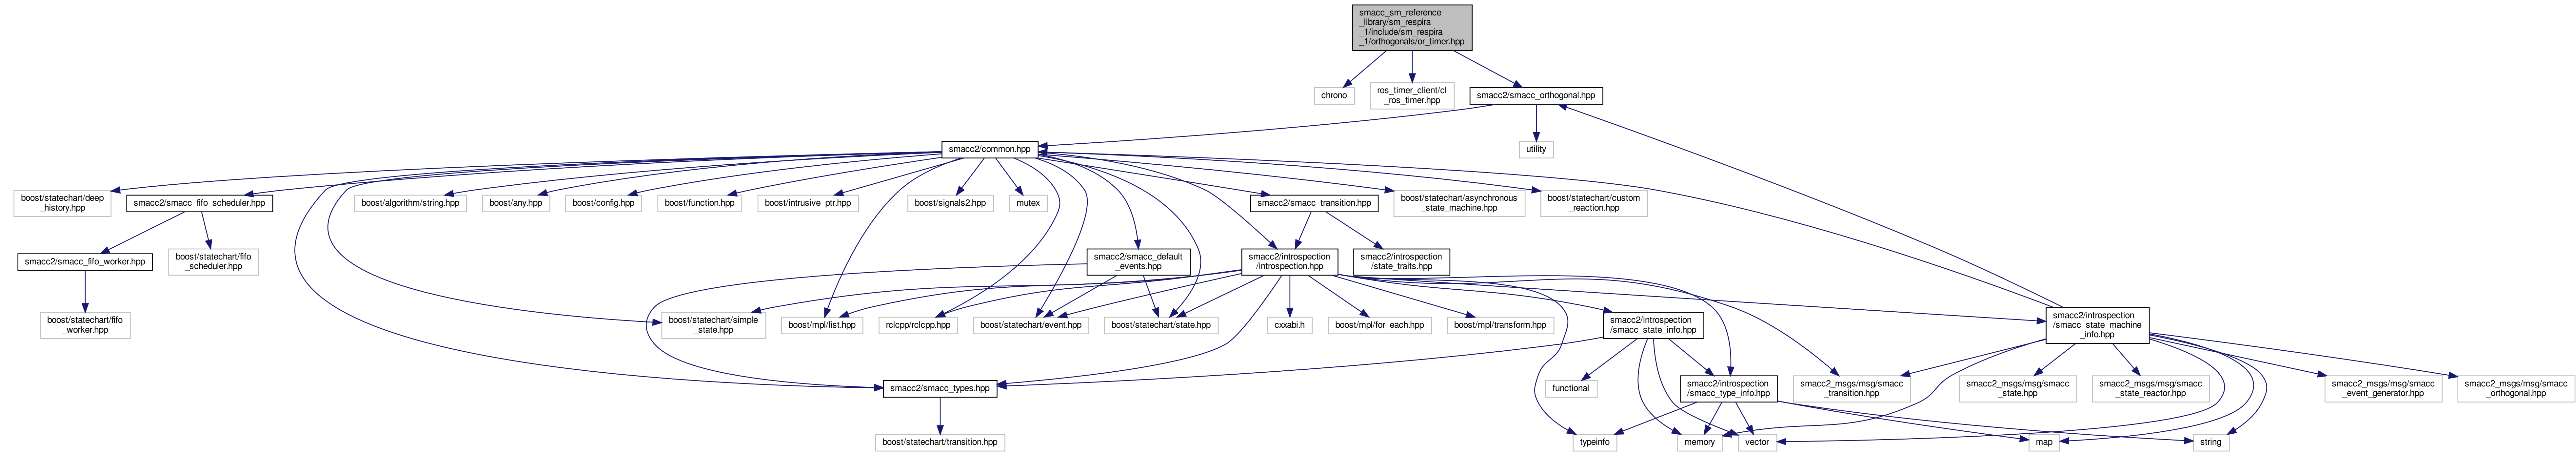 smacc_sm_reference
_library/sm_respira
_1/include/sm_respira
_1/orthogonals/or_timer.hpp
chrono
ros_timer_client/cl
_ros_timer.hpp
smacc2/smacc_orthogonal.hpp
smacc2/common.hpp
utility
boost/statechart/deep
_history.hpp
smacc2/smacc_fifo_scheduler.hpp
boost/algorithm/string.hpp
boost/any.hpp
boost/config.hpp
boost/function.hpp
boost/intrusive_ptr.hpp
boost/signals2.hpp
mutex
smacc2/smacc_transition.hpp
boost/statechart/asynchronous
_state_machine.hpp
boost/statechart/custom
_reaction.hpp
smacc2/smacc_fifo_worker.hpp
boost/statechart/fifo
_scheduler.hpp
smacc2/smacc_default
_events.hpp
smacc2/introspection
/introspection.hpp
smacc2/introspection
/state_traits.hpp
boost/statechart/fifo
_worker.hpp
boost/statechart/simple
_state.hpp
boost/mpl/list.hpp
rclcpp/rclcpp.hpp
boost/statechart/event.hpp
boost/statechart/state.hpp
cxxabi.h
boost/mpl/for_each.hpp
boost/mpl/transform.hpp
smacc2/introspection
/smacc_state_info.hpp
smacc2/introspection
/smacc_state_machine
_info.hpp
smacc2/smacc_types.hpp
functional
smacc2/introspection
/smacc_type_info.hpp
smacc2_msgs/msg/smacc
_transition.hpp
smacc2_msgs/msg/smacc
_state.hpp
smacc2_msgs/msg/smacc
_state_reactor.hpp
smacc2_msgs/msg/smacc
_event_generator.hpp
smacc2_msgs/msg/smacc
_orthogonal.hpp
boost/statechart/transition.hpp
typeinfo
memory
vector
map
string